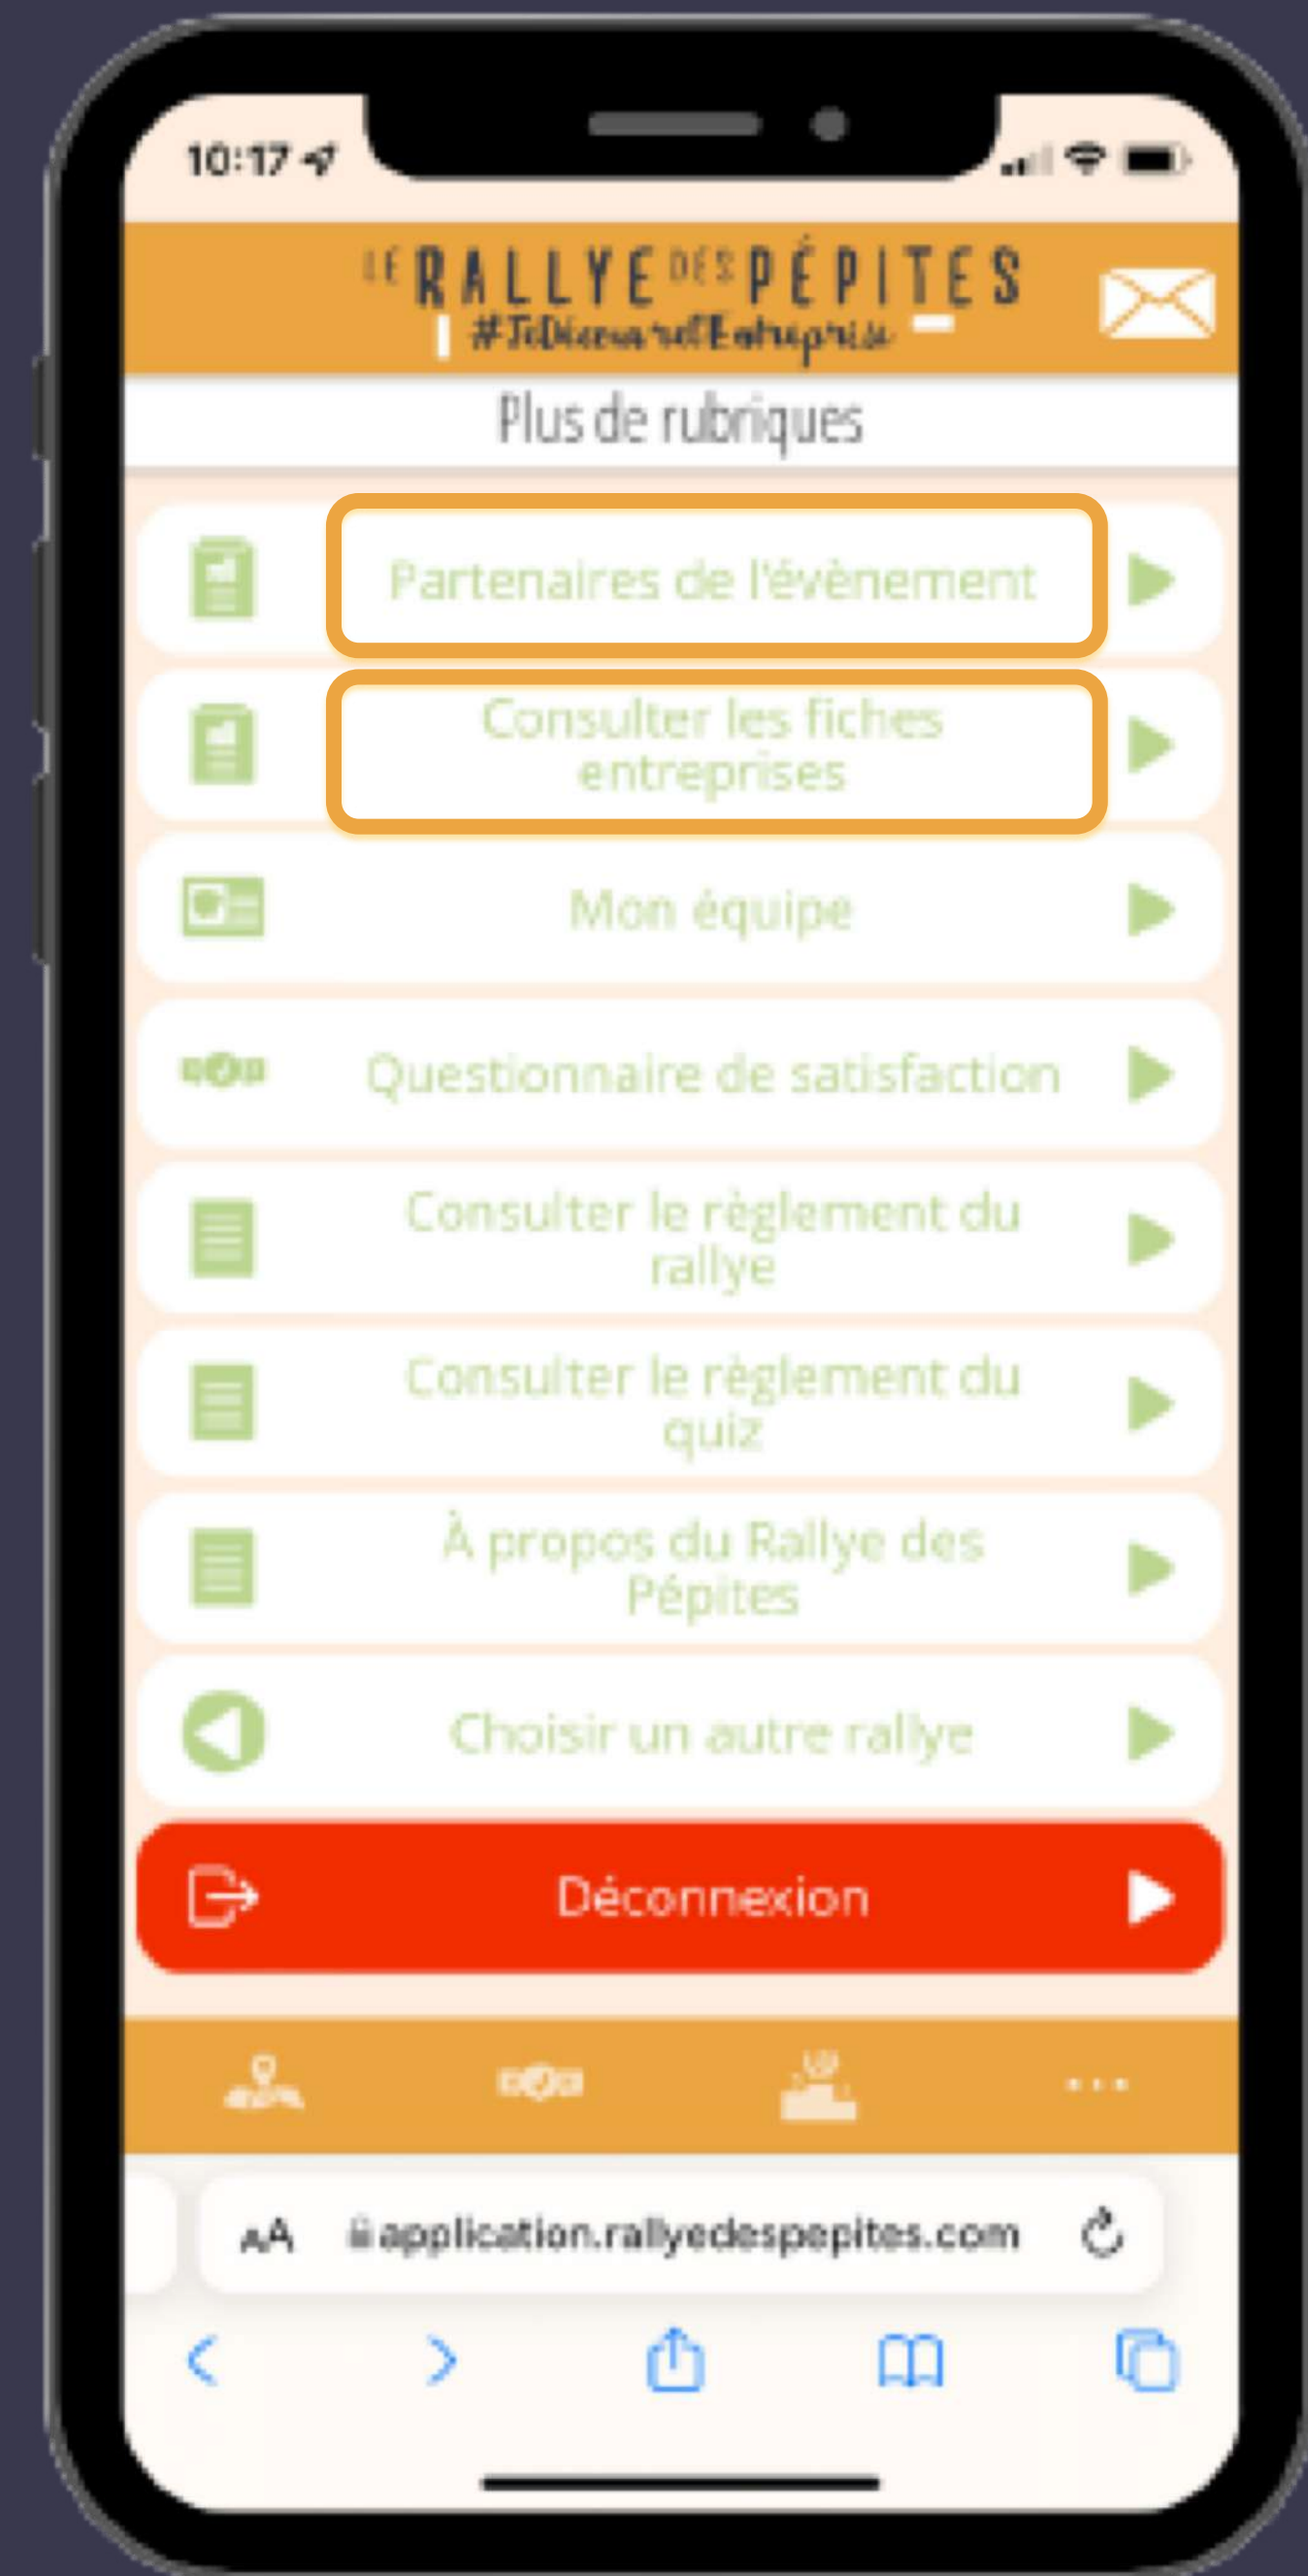 10:17
LE RALLYE DES PÉPITES
#JeDécouvrel'Entreprise
Plus de rubriques
Partenaires de l'évènement
Consulter les fiches
entreprises
Mon équipe
Questionnaire de satisfaction
Consulter le règlement du
rallye
Consulter le règlement du
quiz
À propos du Rallye des
Pépites
Choisir un autre rallye
Déconnexion
AA application.rallyedespepites.com